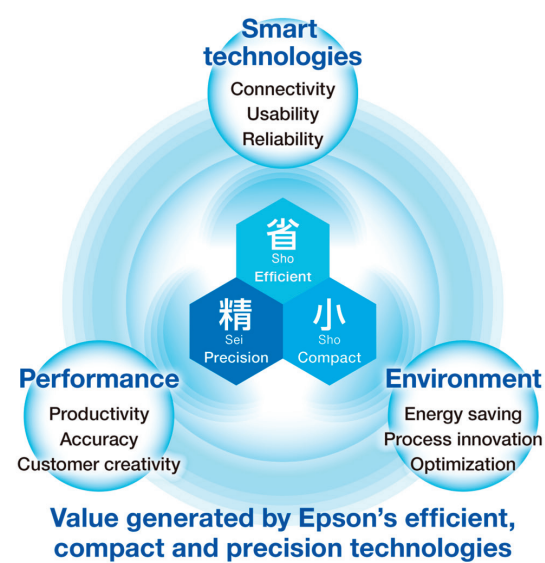 Smart
technologies
Connectivity
Usability
Reliability
省
Sho
Efficient
精
Sei
Precision
小
Sho
Compact
Performance
Productivity
Accuracy
Customer creativity
Environment
Energy saving
Process innovation
Optimization
Value generated by Epson's efficient,
compact and precision technologies